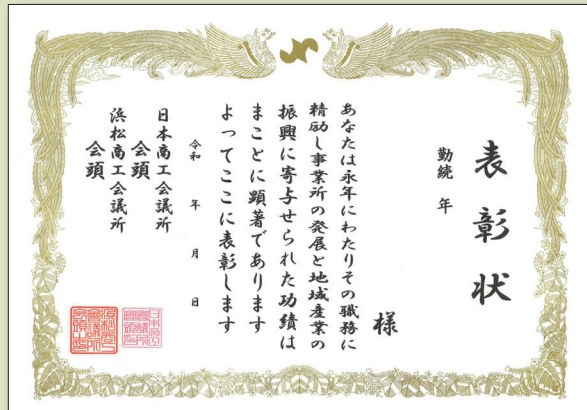 表彰状
勤続 年
様
あなたは永年にわたりその職務に
精励し事業所の発展と地域産業の
振興に寄与せられた功績は
まことに顕著であります
よってここに表彰します
令和 年 月 日
日本商工会議所
会頭
浜松商工会議所
会頭